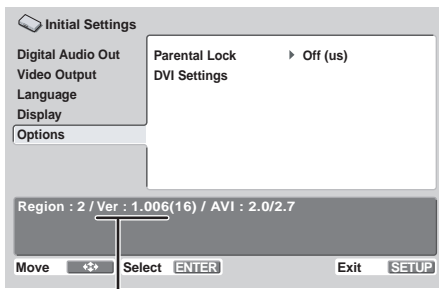 Initial Settings
Digital Audio Out
Video Output
Language
Display
Options
Parental Lock Off (us)
DVI Settings
Region : 2 / Ver : 1.006(16) / AVI : 2.0/2.7
Move Select ENTER Exit SETUP